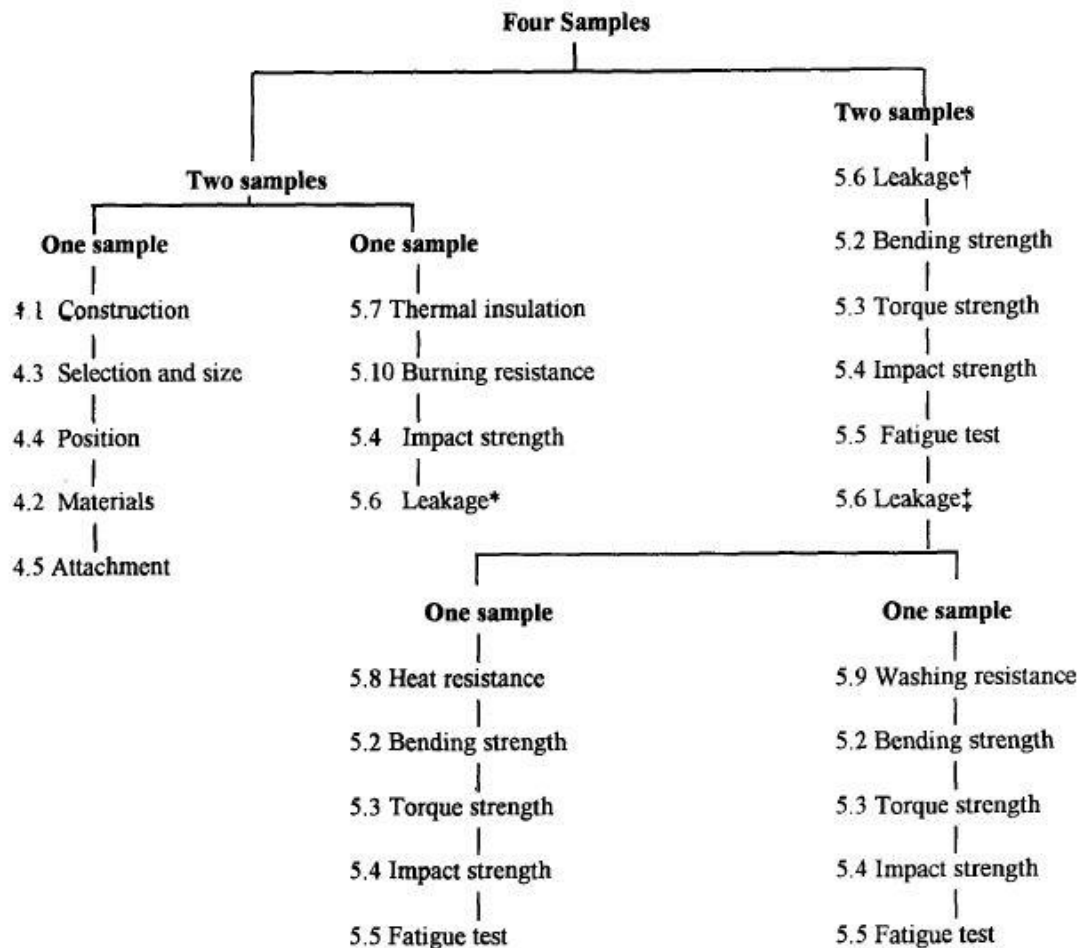 Four Samples
Two samples
Two samples
5.6 Leakage†
One sample
One sample
5.2 Bending strength
4.1 Construction
5.7 Thermal insulation
5.3 Torque strength
4.3 Selection and size
5.10 Burning resistance
5.4 Impact strength
4.4 Position
5.4 Impact strength
5.5 Fatigue test
4.2 Materials
5.6 Leakage*
5.6 Leakage‡
4.5 Attachment
One sample
One sample
5.8 Heat resistance
5.9 Washing resistance
5.2 Bending strength
5.2 Bending strength
5.3 Torque strength
5.3 Torque strength
5.4 Impact strength
5.4 Impact strength
5.5 Fatigue test
5.5 Fatigue test